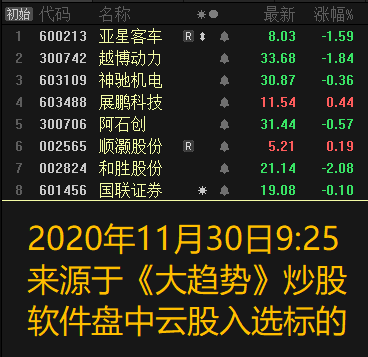 初始 代码 名称 最新 涨幅%
1 600213 亚星客车 R 8.03 -1.59
2 300742 越博动力 33.68 -1.84
3 603109 神驰机电 30.87 -0.36
4 603488 展鹏科技 11.54 0.44
5 300706 阿石创 31.44 -0.57
6 002565 顺灏股份 R 5.21 0.19
7 002824 和胜股份 21.14 -2.08
8 601456 国联证券 19.08 -0.10
2020年11月30日9:25
来源于《大趋势》炒股
软件盘中云股入选标的